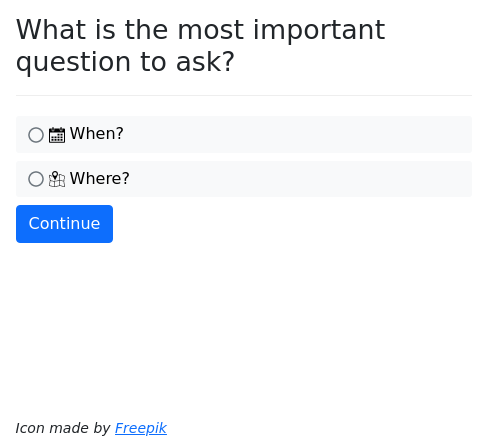 What is the most important
question to ask?
When?
Where?
Continue
Icon made by Freepik